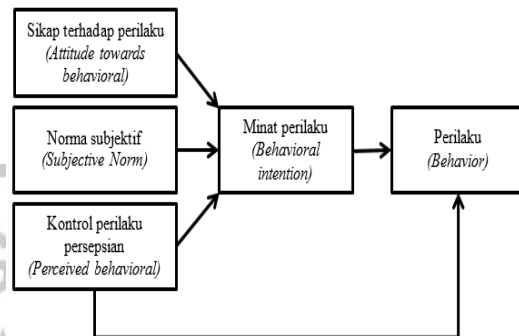 Sikap terhadap perilaku
(Attitude towards
behavioral)
Norma subjektif
(Subjective Norm)
Kontrol perilaku
persepsian
(Perceived behavioral)
Minat perilaku
(Behavioral
intention)
Perilaku
(Behavior)